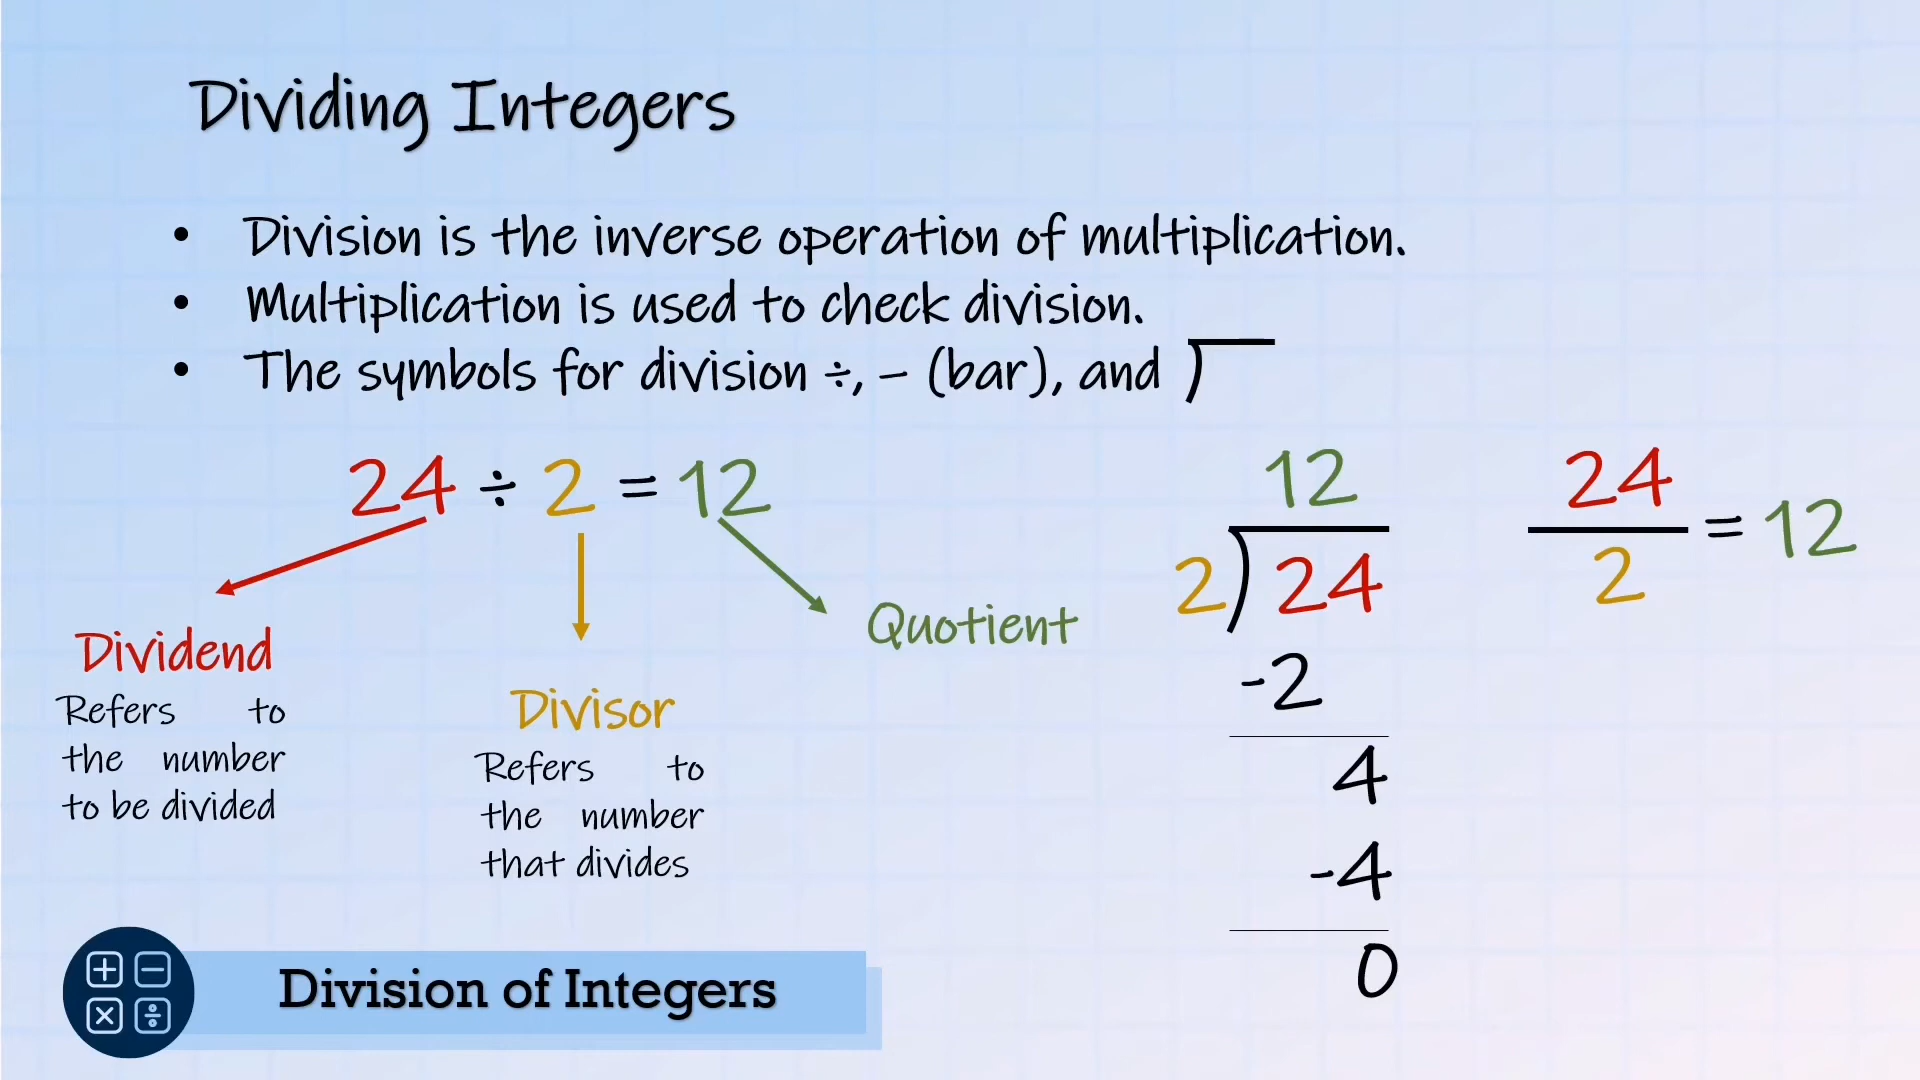 Dividing Integers
• Division is the inverse operation of multiplication.
• Multiplication is used to check division.
• The symbols for division ÷, – (bar), and ⟌
24 ÷ 2 = 12
Dividend
Refers to
the number
to be divided
Divisor
Refers to
the number
that divides
Quotient
12
2⟌24
-2
4
-4
0
24
2
= 12
Division of Integers